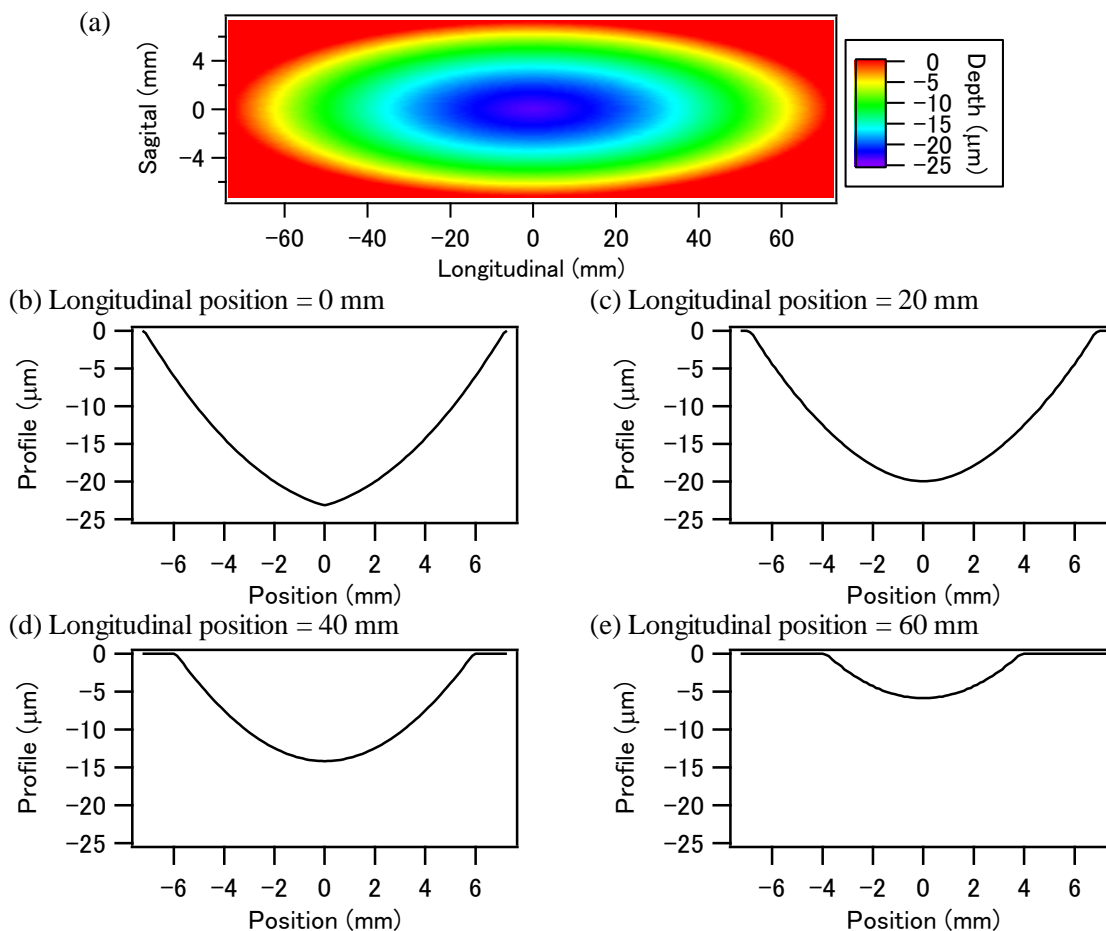 (a)
Sagital (mm)
4
0
−4
−60 −40 −20 0 20 40 60
Longitudinal (mm)
0
−5
−10
−15
−20
−25
Depth (μm)
(b) Longitudinal position = 0 mm
Profile (μm)
0
−5
−10
−15
−20
−25
−6 −4 −2 0 2 4 6
Position (mm)
(c) Longitudinal position = 20 mm
Profile (μm)
0
−5
−10
−15
−20
−25
−6 −4 −2 0 2 4 6
Position (mm)
(d) Longitudinal position = 40 mm
Profile (μm)
0
−5
−10
−15
−20
−25
−6 −4 −2 0 2 4 6
Position (mm)
(e) Longitudinal position = 60 mm
Profile (μm)
0
−5
−10
−15
−20
−25
−6 −4 −2 0 2 4 6
Position (mm)